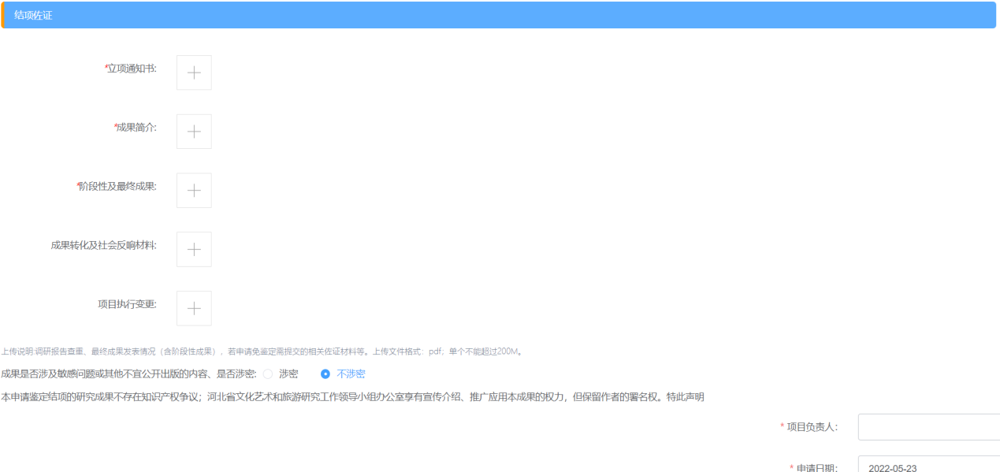 结项佐证
*立项通知书:
*成果简介:
*阶段性及最终成果:
成果转化及社会反响材料:
项目执行变更:
上传说明:调研报告查重、最终成果发表情况（含阶段性成果），若申请免鉴定需提交的相关佐证材料等。上传文件格式：pdf；单个不能超过200M。
成果是否涉及敏感问题或其他不宜公开出版的内容、是否涉密: 涉密 不涉密
本申请鉴定结项的研究成果不存在知识产权争议；河北省文化艺术和旅游研究工作领导小组办公室享有宣传介绍、推广应用本成果的权力，但保留作者的署名权。特此声明
* 项目负责人:
* 申请日期: 2022-05-23